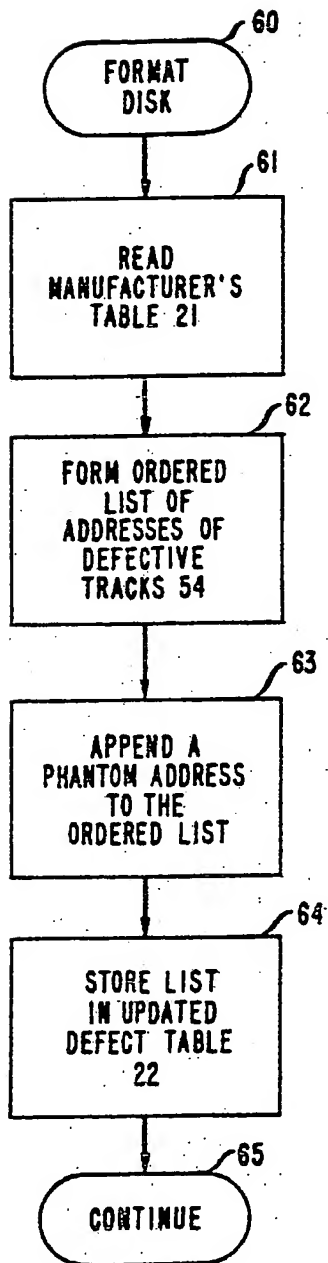 60
FORMAT
DISK
61
READ
MANUFACTURER'S
TABLE 21
62
FORM ORDERED
LIST OF
ADDRESSES OF
DEFECTIVE
TRACKS 54
63
APPEND A
PHANTOM ADDRESS
TO THE
ORDERED LIST
64
STORE LIST
IN UPDATED
DEFECT TABLE
22
65
CONTINUE